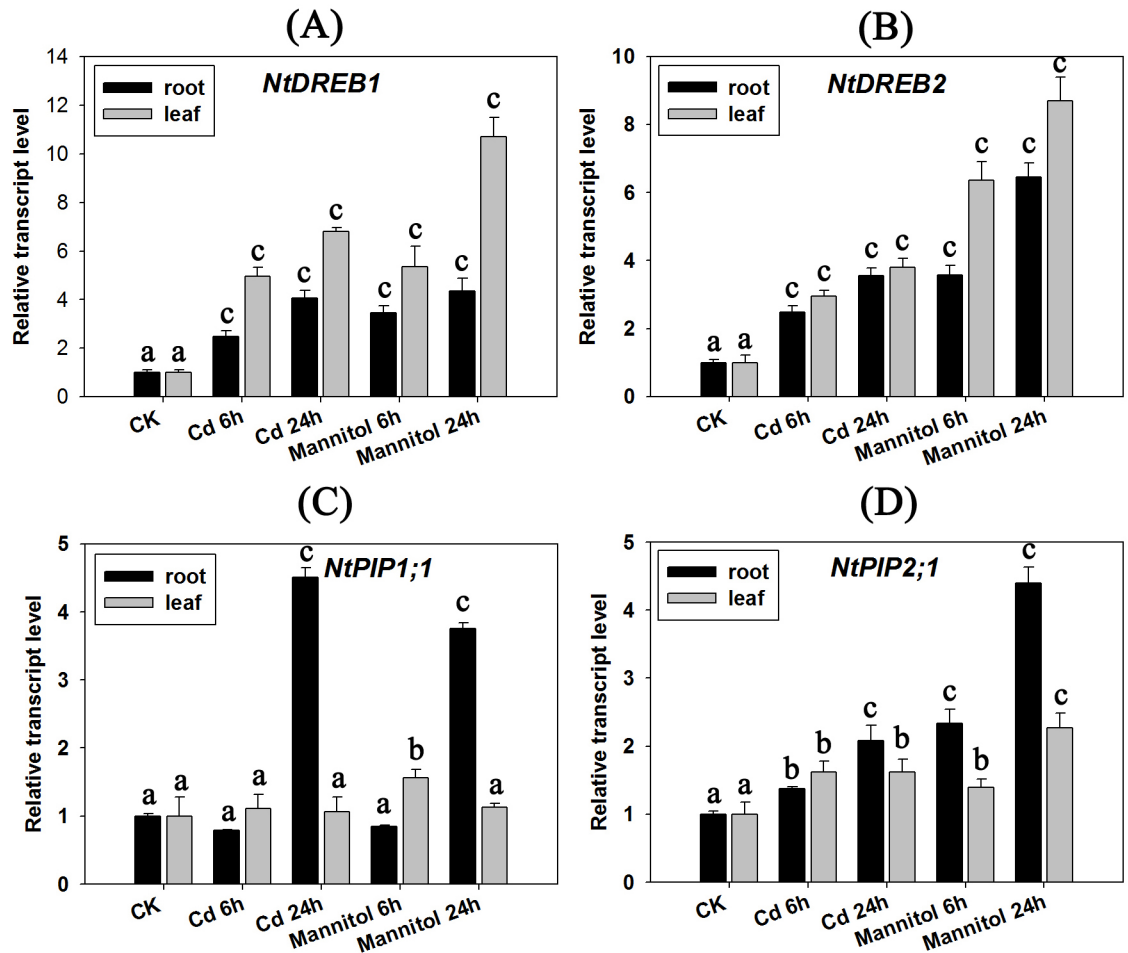 (A)
NtDREB1
root
leaf
Relative transcript level
14
12
10
8
6
4
2
0
a
a
c
c
c
c
c
c
c
c
CK
Cd 6h
Cd 24h
Mannitol 6h
Mannitol 24h
(B)
NtDREB2
root
leaf
Relative transcript level
10
8
6
4
2
0
a
a
c
c
c
c
c
c
c
c
CK
Cd 6h
Cd 24h
Mannitol 6h
Mannitol 24h
(C)
NtPIP1;1
root
leaf
Relative transcript level
5
4
3
2
1
0
a
a
a
a
c
a
a
b
c
a
CK
Cd 6h
Cd 24h
Mannitol 6h
Mannitol 24h
(D)
NtPIP2;1
root
leaf
Relative transcript level
5
4
3
2
1
0
a
a
b
b
c
b
c
b
c
c
CK
Cd 6h
Cd 24h
Mannitol 6h
Mannitol 24h